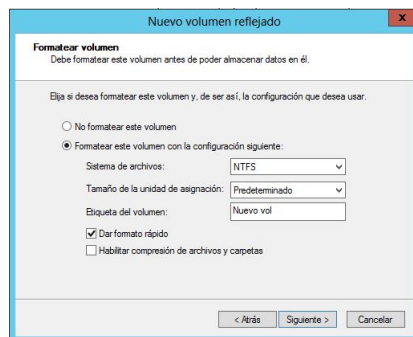 Nuevo volumen reflejado
x
Formatear volumen
Debe formatear este volumen antes de poder almacenar datos en él.
Elija si desea formatear este volumen y, de ser así, la configuración que desea usar.
No formatear este volumen
Formatear este volumen con la configuración siguiente:
Sistema de archivos: NTFS
Tamaño de la unidad de asignación: Predeterminado
Etiqueta del volumen: Nuevo vol
Dar formato rápido
Habilitar compresión de archivos y carpetas
< Atrás Siguiente > Cancelar